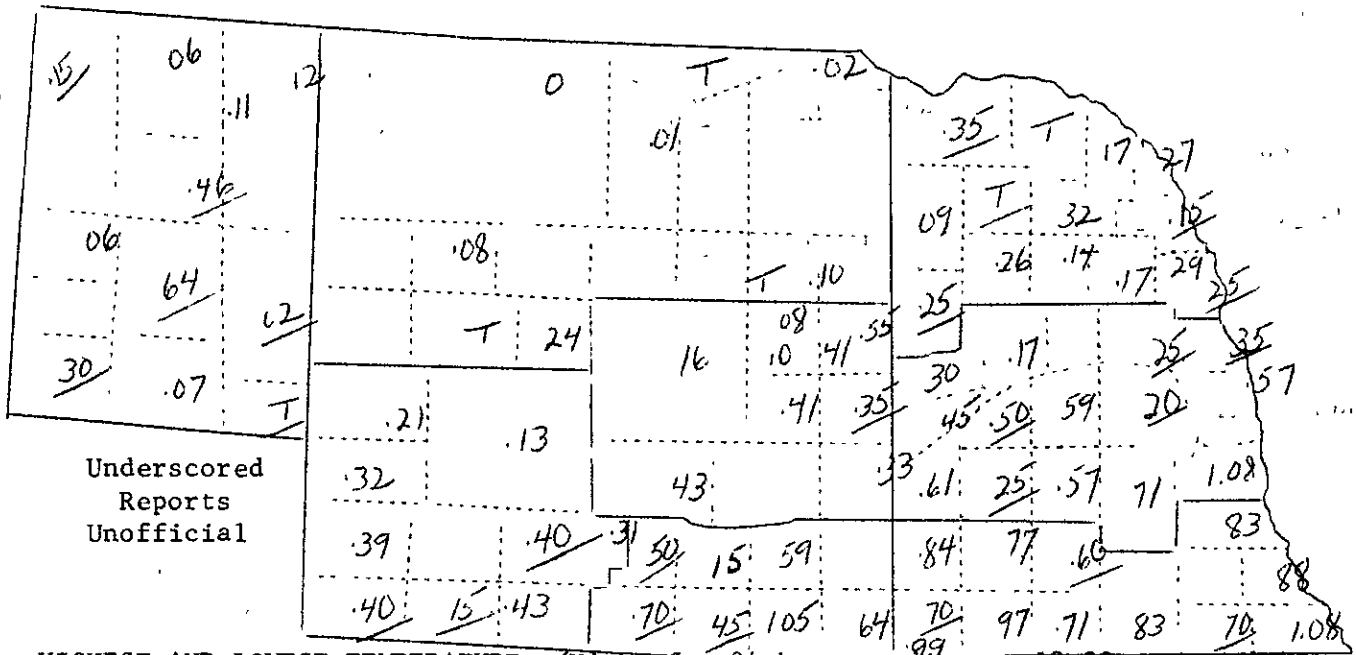 .15 06 12 0 T .02
.11 .01 .35 T 17 27
.46 09 T 32 .15
06 .08 .26 .14 .17 29
64 12 T .10 .25 25
T 24 16 08 .55
.10 .41 30 .17 25 35
30 .07 T .21 .13 .41 .35 45 .50 59 20 .57
Underscored
Reports
Unofficial
.32 43 .33 .61 25 .57 71 1.08
.39 .40 .31 50 15 59 .84 77 .60 83
88
.40 15 .43 70 45 105 64 70 97 .71 83 70 1.08
99